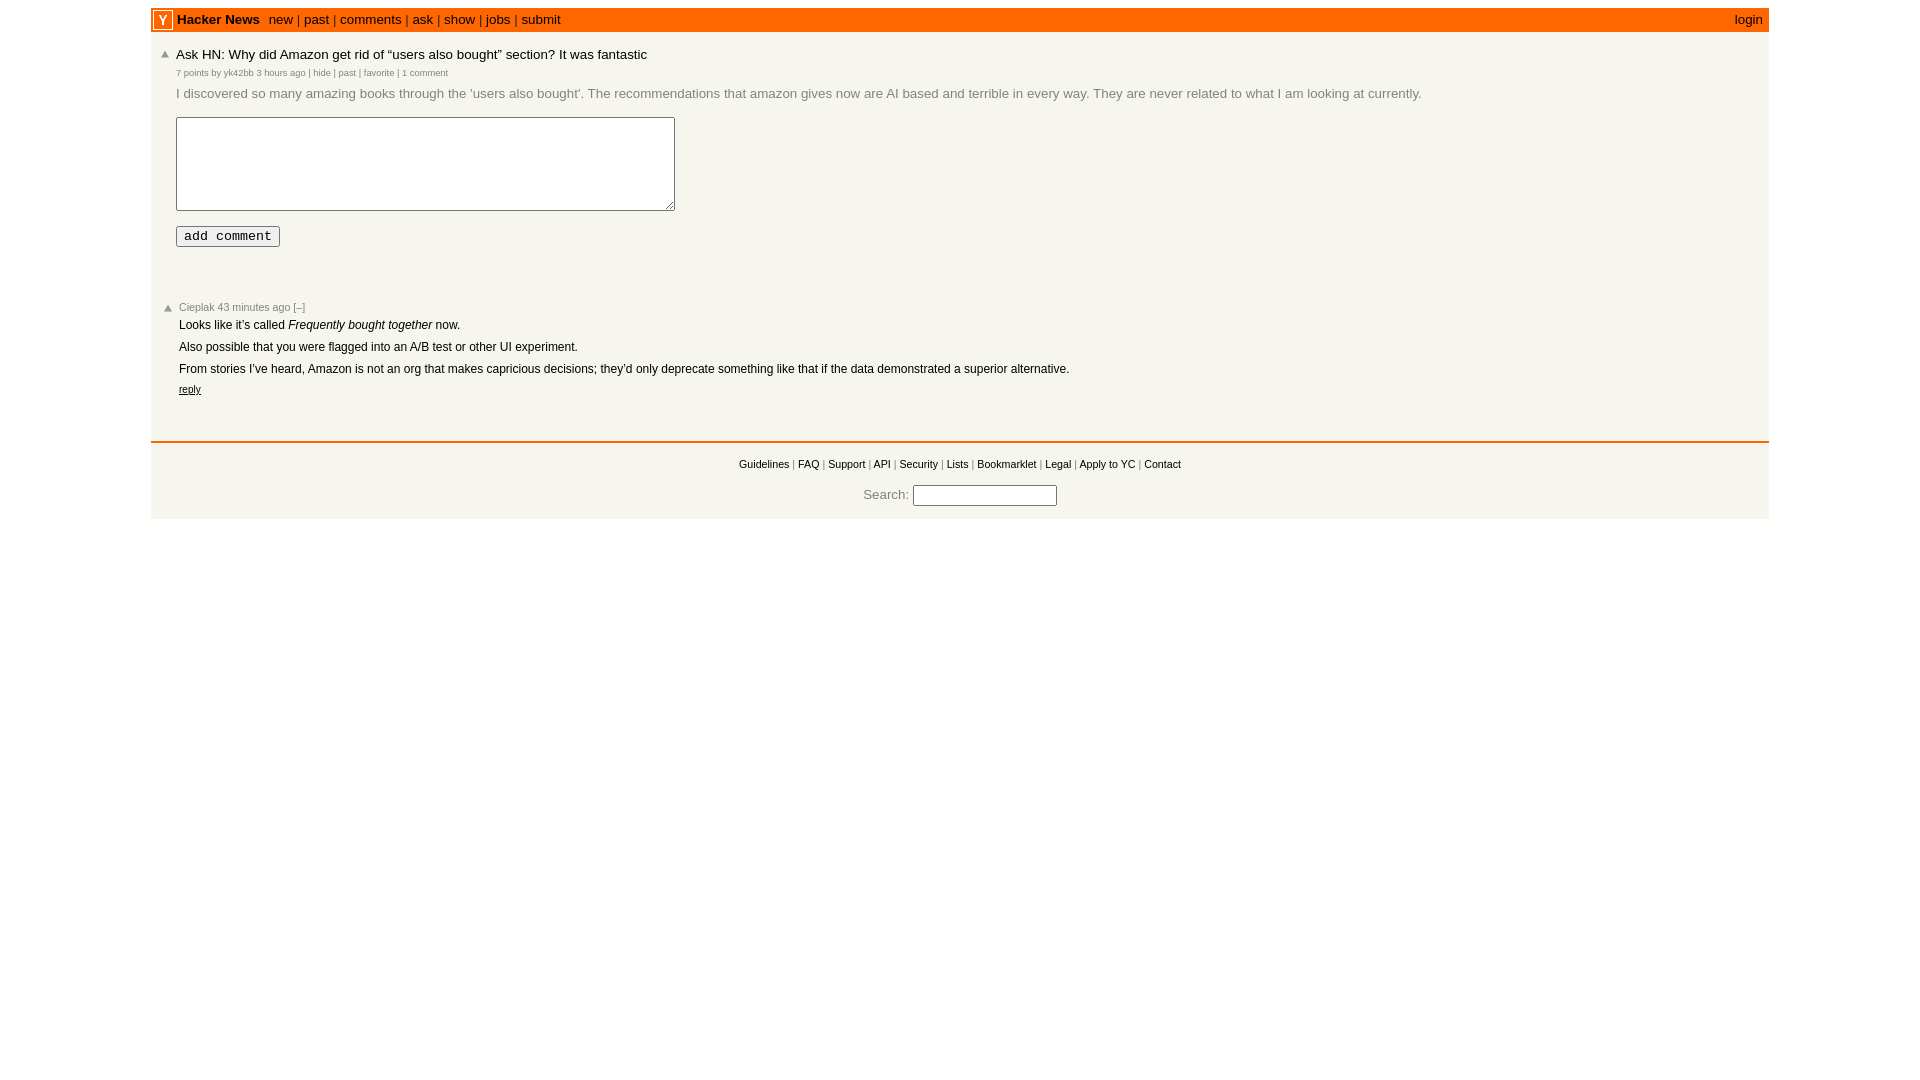 Y Hacker News new | past | comments | ask | show | jobs | submit login
Ask HN: Why did Amazon get rid of “users also bought” section? It was fantastic
7 points by yk42bb 3 hours ago | hide | past | favorite | 1 comment
I discovered so many amazing books through the 'users also bought'. The recommendations that amazon gives now are AI based and terrible in every way. They are never related to what I am looking at currently.
add comment
Cieplak 43 minutes ago [–]
Looks like it’s called Frequently bought together now.
Also possible that you were flagged into an A/B test or other UI experiment.
From stories I’ve heard, Amazon is not an org that makes capricious decisions; they’d only deprecate something like that if the data demonstrated a superior alternative.
reply
Guidelines | FAQ | Support | API | Security | Lists | Bookmarklet | Legal | Apply to YC | Contact
Search: